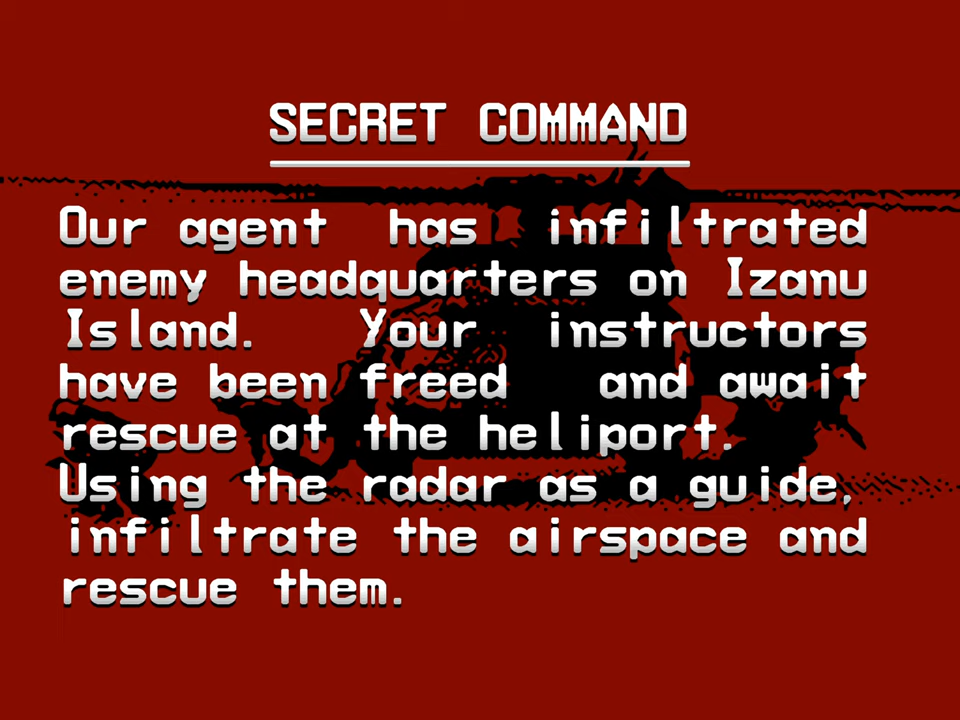 SECRET COMMAND
Our agent has infiltrated
enemy headquarters on Izanu
Island. Your instructors
have been freed and await
rescue at the heliport.
Using the radar as a guide,
infiltrate the airspace and
rescue them.